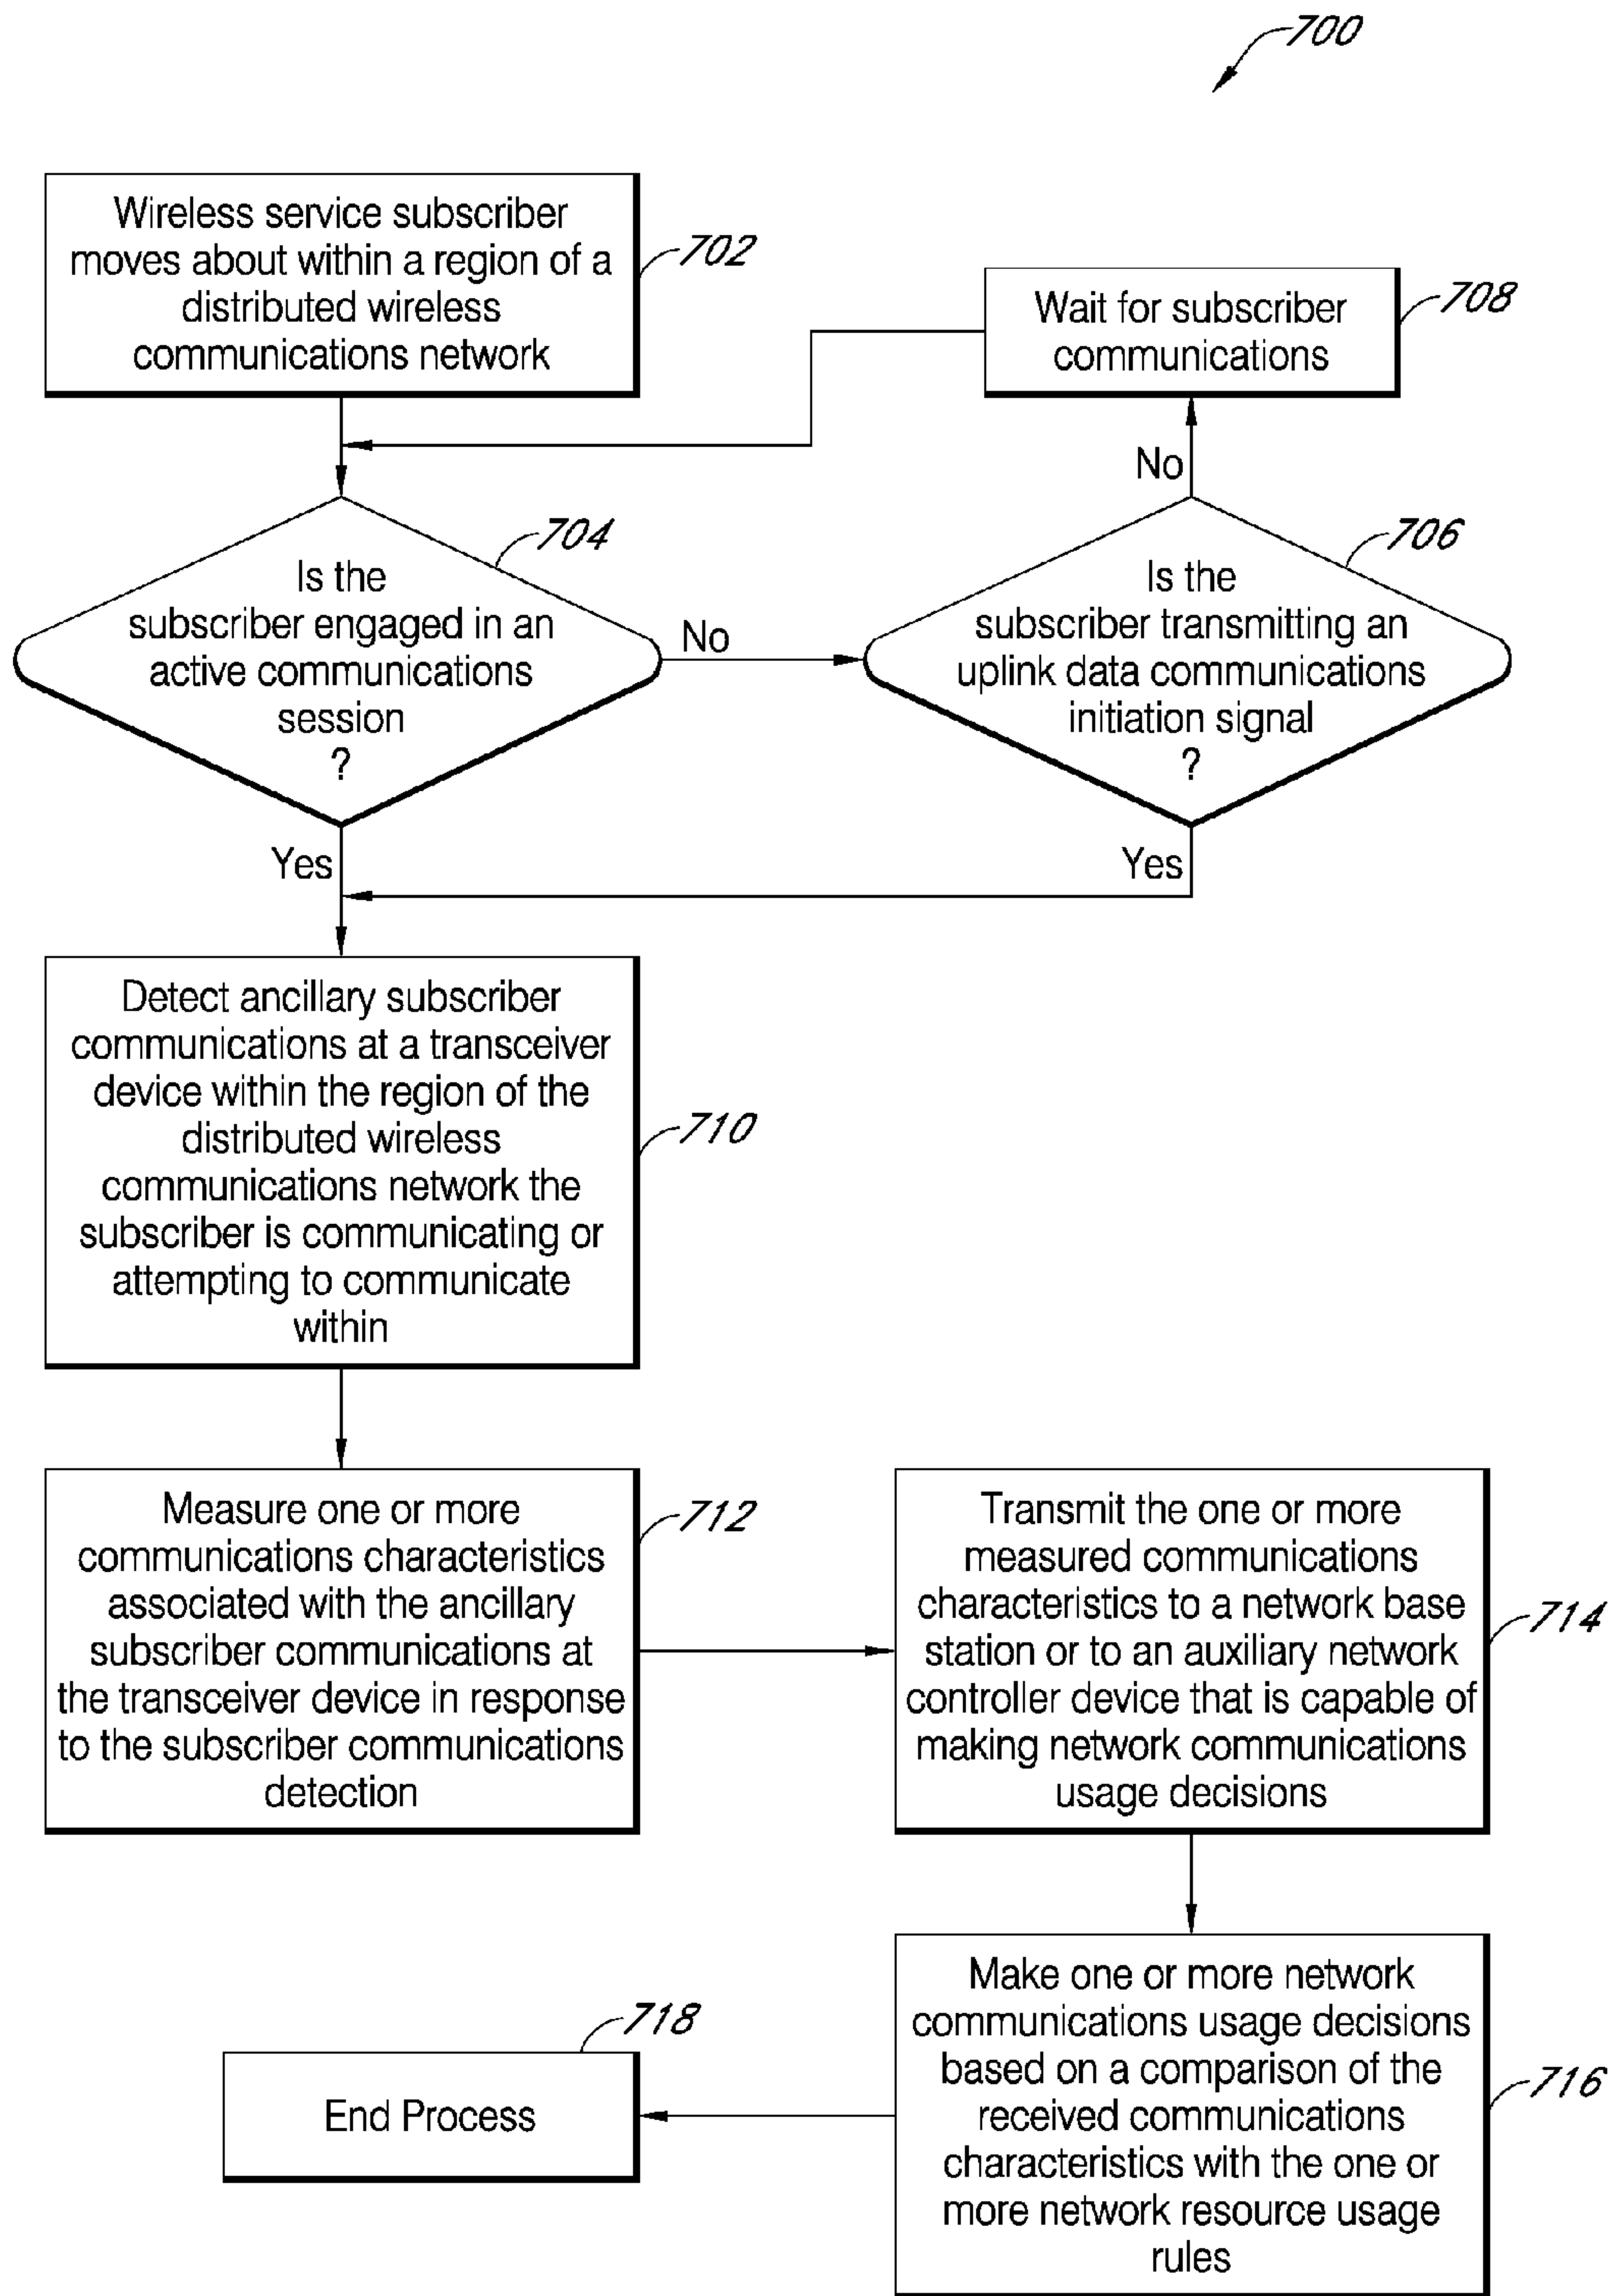 700
Wireless service subscriber
moves about within a region of a
distributed wireless
communications network
702
Wait for subscriber
communications
708
No
704
Is the
subscriber engaged in an
active communications
session
?
No
706
Is the
subscriber transmitting an
uplink data communications
initiation signal
?
Yes
Yes
Detect ancillary subscriber
communications at a transceiver
device within the region of the
distributed wireless
communications network the
subscriber is communicating or
attempting to communicate
within
710
Measure one or more
communications characteristics
associated with the ancillary
subscriber communications at
the transceiver device in response
to the subscriber communications
detection
712
Transmit the one or more
measured communications
characteristics to a network base
station or to an auxiliary network
controller device that is capable of
making network communications
usage decisions
714
Make one or more network
communications usage decisions
based on a comparison of the
received communications
characteristics with the one or
more network resource usage
rules
716
718
End Process